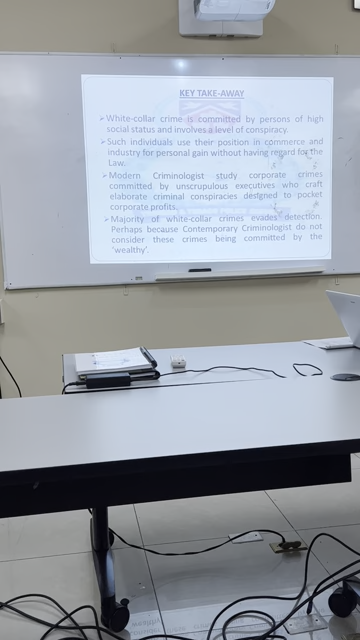 KEY TAKE-AWAY
➢White-collar crime is committed by persons of high
social status and involves a level of conspiracy.
➢Such individuals use their position in commerce and
industry for personal gain without having regard for the
Law.
➢Modern Criminologist study corporate crimes
committed by unscrupulous executives who craft
elaborate criminal conspiracies designed to pocket
corporate profits.
➢Majority of white-collar crimes evades detection.
Perhaps because Contemporary Criminologist do not
consider these crimes being committed by the
'wealthy'.